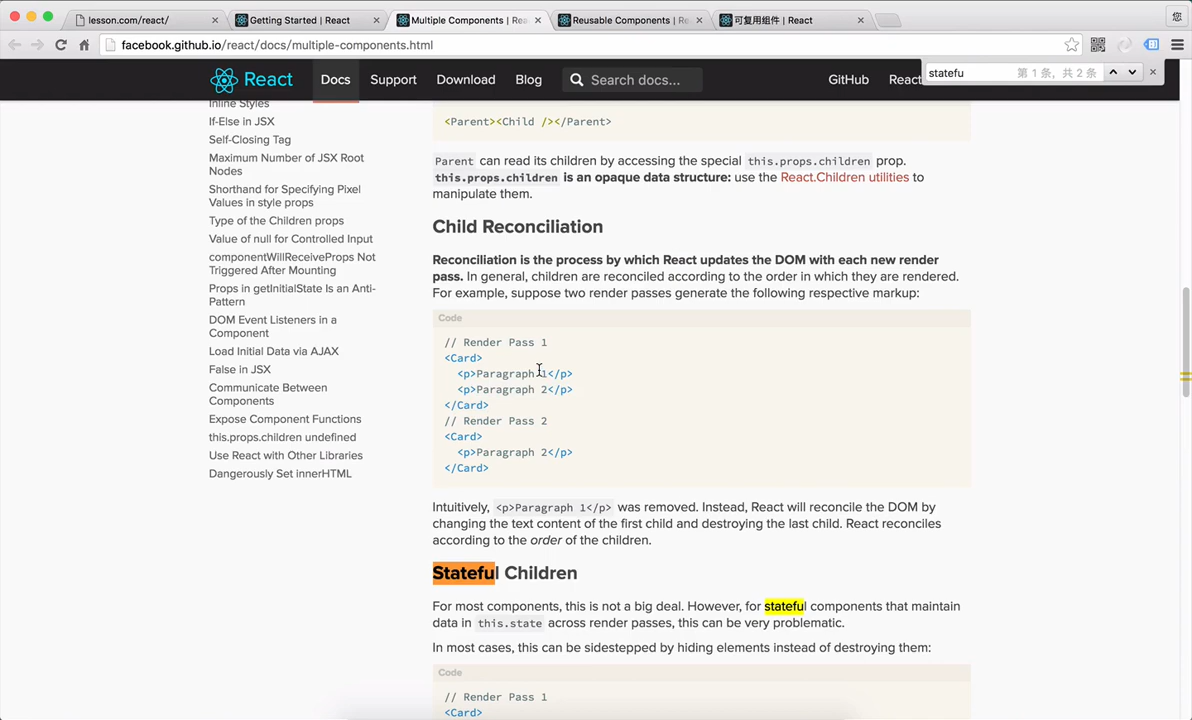 lesson.com/react/
Getting Started | React
Multiple Components | Rea
Reusable Components | Re
可复用组件 | React
您
facebook.github.io/react/docs/multiple-components.html
React
Docs
Support
Download
Blog
Search docs...
GitHub
React
statefu
第 1 条，共 2 条
Inline Styles
If-Else in JSX
Self-Closing Tag
Maximum Number of JSX Root
Nodes
Shorthand for Specifying Pixel
Values in style props
Type of the Children props
Value of null for Controlled Input
componentWillReceiveProps Not
Triggered After Mounting
Props in getInitialState Is an Anti-
Pattern
DOM Event Listeners in a
Component
Load Initial Data via AJAX
False in JSX
Communicate Between
Components
Expose Component Functions
this.props.children undefined
Use React with Other Libraries
Dangerously Set innerHTML
<Parent><Child /></Parent>
Parent can read its children by accessing the special this.props.children prop.
this.props.children is an opaque data structure: use the React.Children utilities to
manipulate them.
Child Reconciliation
Reconciliation is the process by which React updates the DOM with each new render
pass. In general, children are reconciled according to the order in which they are rendered.
For example, suppose two render passes generate the following respective markup:
Code
// Render Pass 1
<Card>
<p>Paragraph 1</p>
<p>Paragraph 2</p>
</Card>
// Render Pass 2
<Card>
<p>Paragraph 2</p>
</Card>
Intuitively, <p>Paragraph 1</p> was removed. Instead, React will reconcile the DOM by
changing the text content of the first child and destroying the last child. React reconciles
according to the order of the children.
Stateful Children
For most components, this is not a big deal. However, for stateful components that maintain
data in this.state across render passes, this can be very problematic.
In most cases, this can be sidestepped by hiding elements instead of destroying them:
Code
// Render Pass 1
<Card>